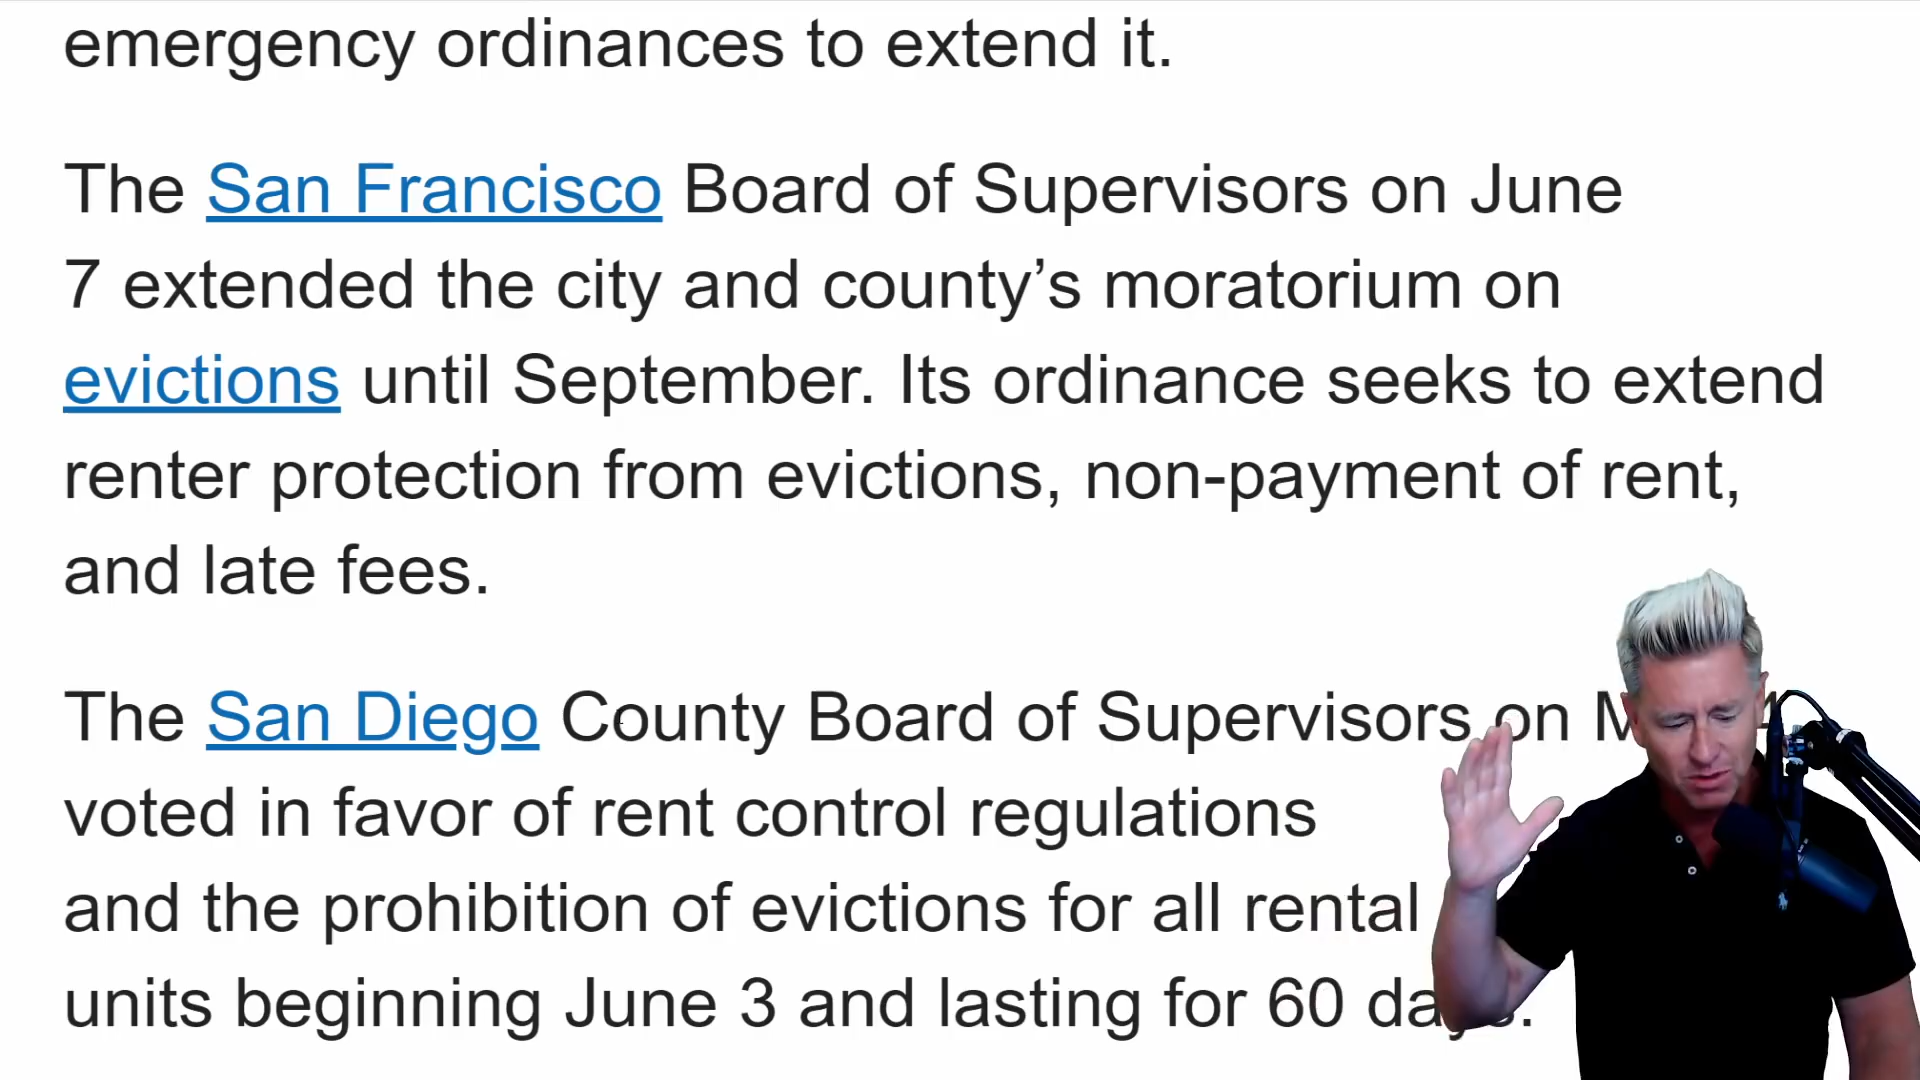 emergency ordinances to extend it.
The San Francisco Board of Supervisors on June
7 extended the city and county’s moratorium on
evictions until September. Its ordinance seeks to extend
renter protection from evictions, non-payment of rent,
and late fees.
The San Diego County Board of Supervisors on
voted in favor of rent control regulations
and the prohibition of evictions for all rental
units beginning June 3 and lasting for 60 days.